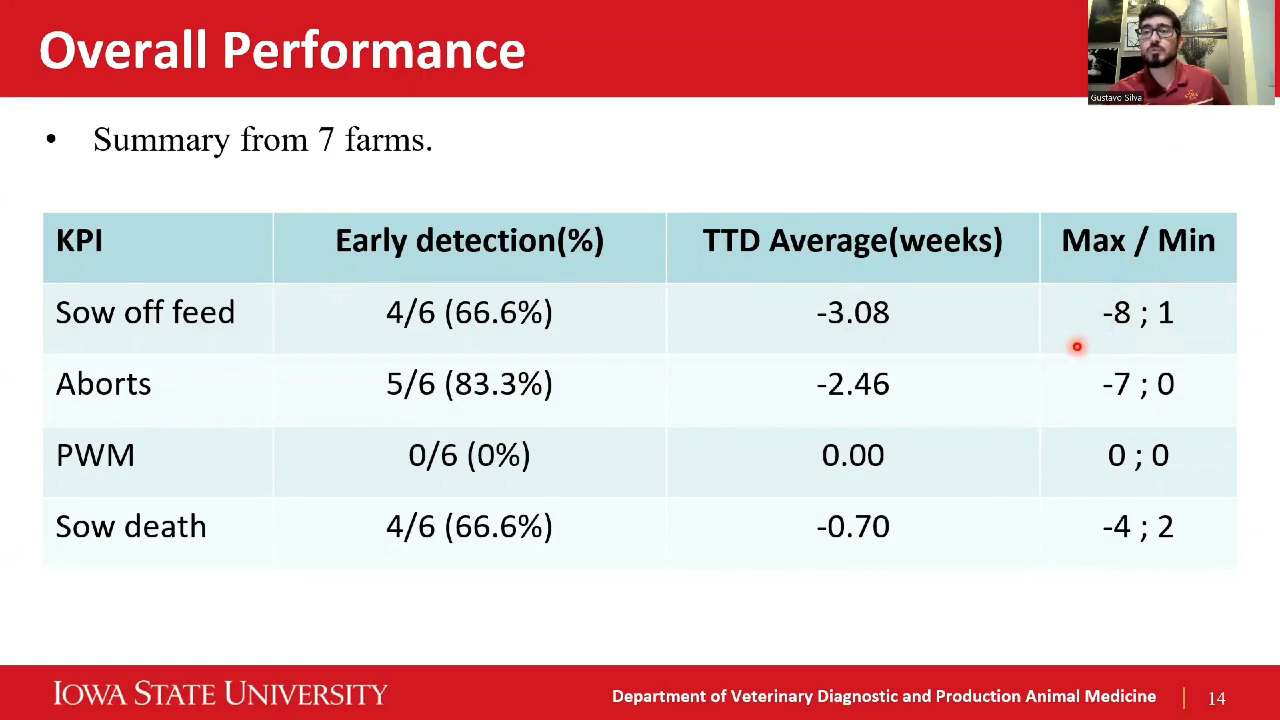 Overall Performance
Gustavo Silva
• Summary from 7 farms.
KPI Early detection(%) TTD Average(weeks) Max / Min
Sow off feed 4/6 (66.6%) -3.08 -8 ; 1
Aborts 5/6 (83.3%) -2.46 -7 ; 0
PWM 0/6 (0%) 0.00 0 ; 0
Sow death 4/6 (66.6%) -0.70 -4 ; 2
IOWA STATE UNIVERSITY Department of Veterinary Diagnostic and Production Animal Medicine 14